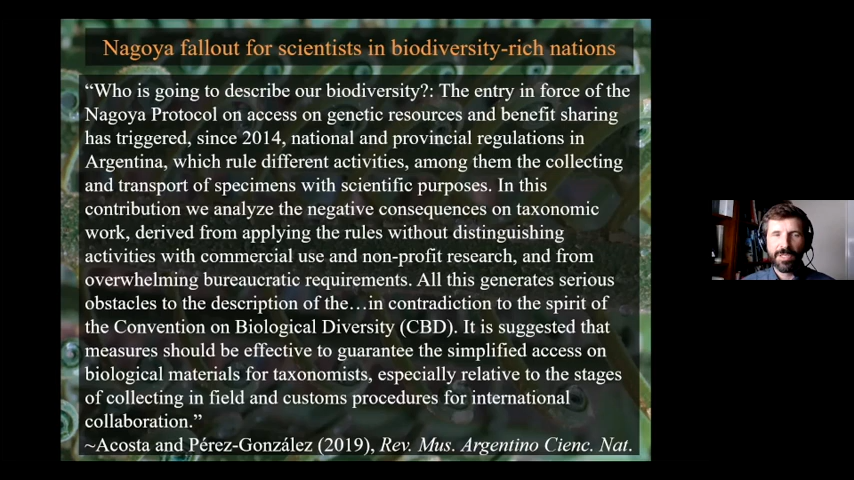 Nagoya fallout for scientists in biodiversity-rich nations
“Who is going to describe our biodiversity?: The entry in force of the
Nagoya Protocol on access on genetic resources and benefit sharing
has triggered, since 2014, national and provincial regulations in
Argentina, which rule different activities, among them the collecting
and transport of specimens with scientific purposes. In this
contribution we analyze the negative consequences on taxonomic
work, derived from applying the rules without distinguishing
activities with commercial use and non-profit research, and from
overwhelming bureaucratic requirements. All this generates serious
obstacles to the description of the…in contradiction to the spirit of
the Convention on Biological Diversity (CBD). It is suggested that
measures should be effective to guarantee the simplified access on
biological materials for taxonomists, especially relative to the stages
of collecting in field and customs procedures for international
collaboration.”
~Acosta and Pérez-González (2019), Rev. Mus. Argentino Cienc. Nat.